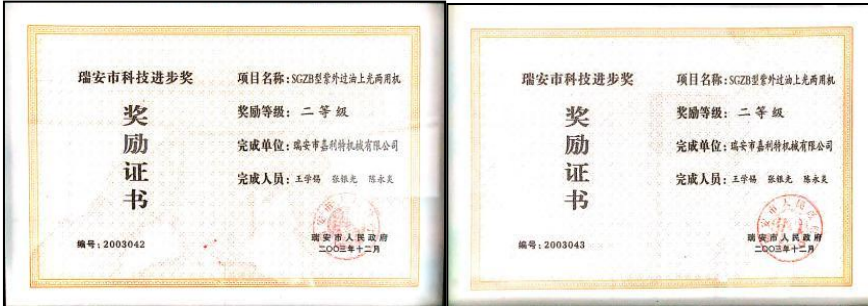 瑞安市科技进步奖
奖励证书
编号：2003042
项目名称：SGZB型紫外过油上光两用机
奖励等级：二等级
完成单位：瑞安市嘉利特机械有限公司
完成人员：王学锡 张银光 陈永炎
瑞安市人民政府
二〇〇三年十二月
瑞安市科技进步奖
奖励证书
编号：2003043
项目名称：SGZB型紫外过油上光两用机
奖励等级：二等级
完成单位：瑞安市嘉利特机械有限公司
完成人员：王学锡 张银光 陈永炎
瑞安市人民政府
二〇〇三年十二月